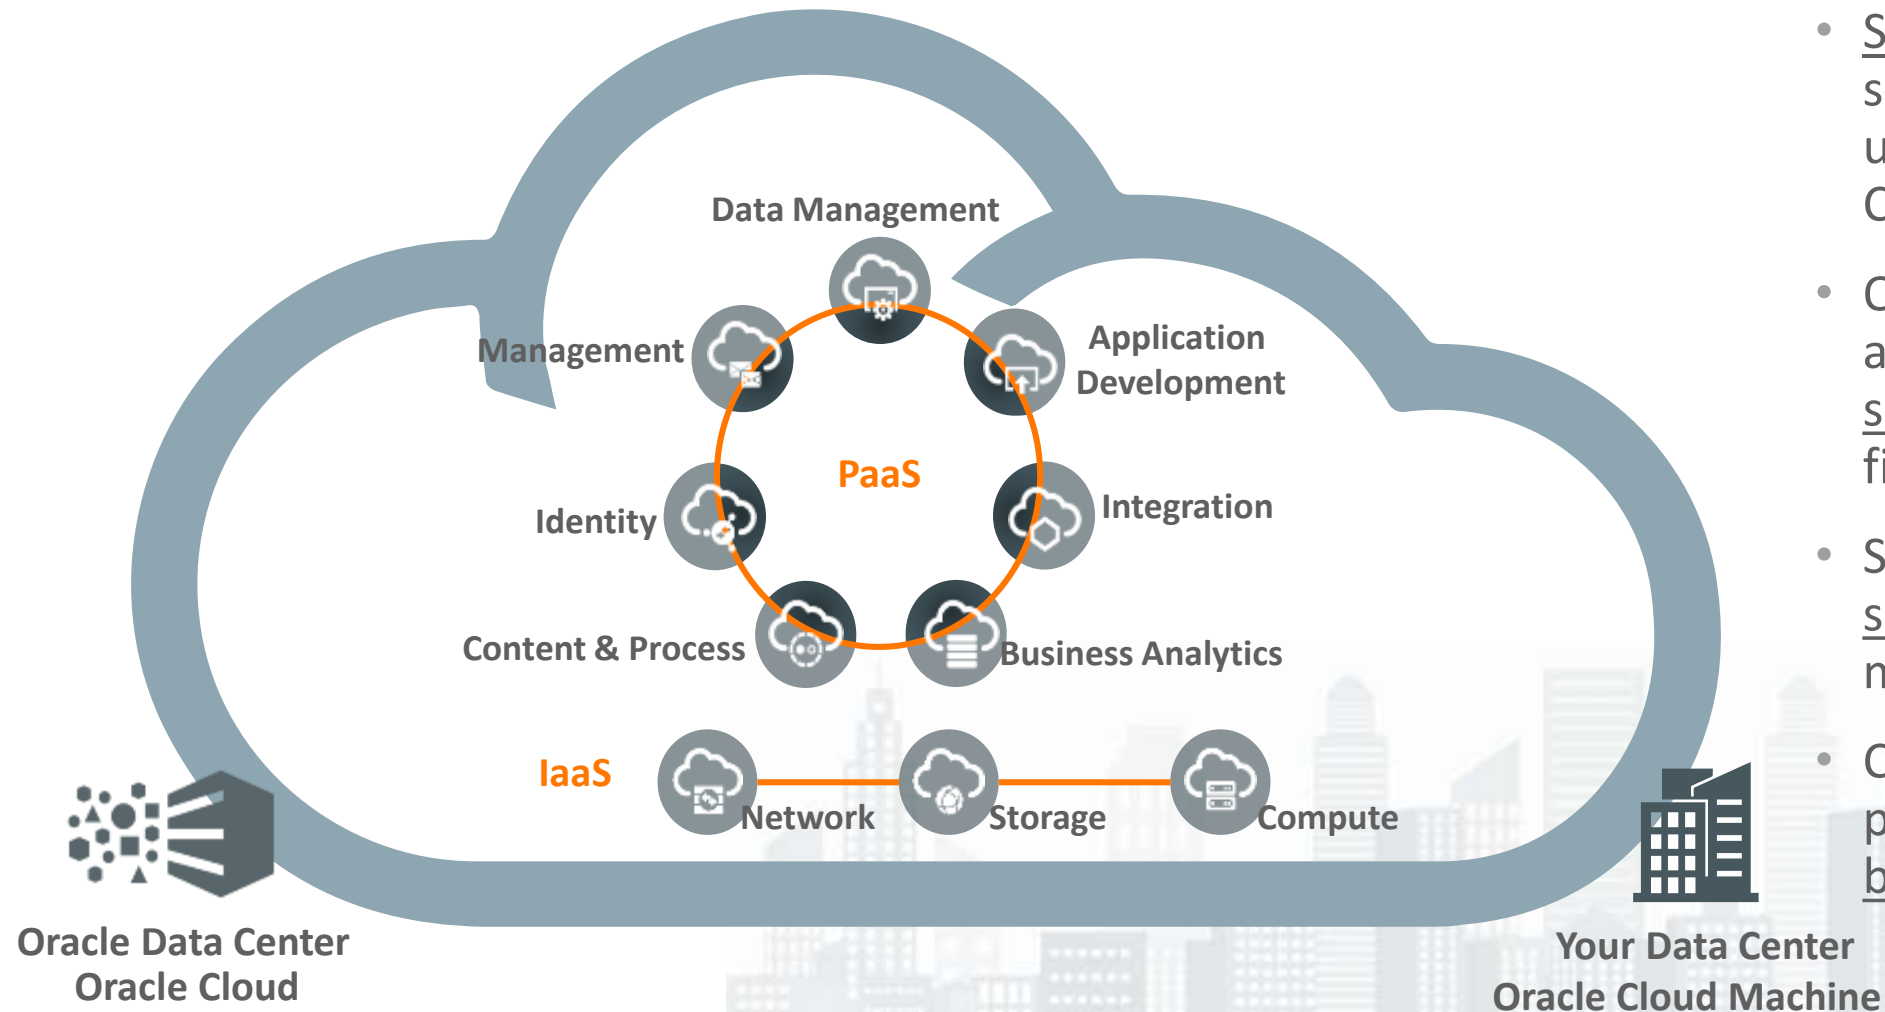 Data Management
Management
Application
Development
PaaS
Identity
Integration
Content & Process
Business Analytics
IaaS
Network
Storage
Compute
Oracle Data Center
Oracle Cloud
Your Data Center
Oracle Cloud Machine